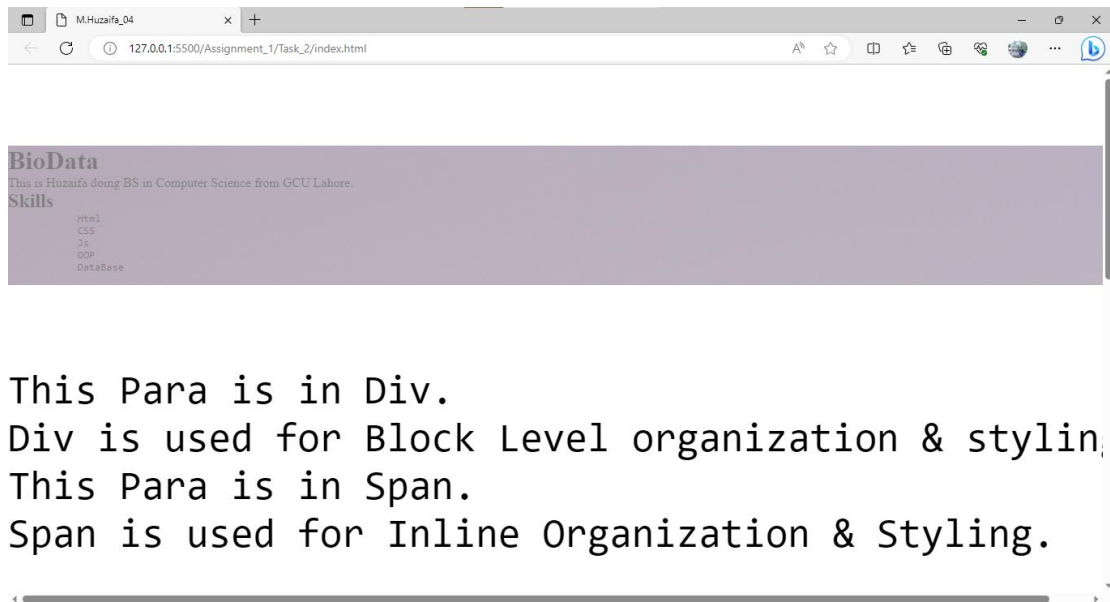 M.Huzaifa_04
127.0.0.1:5500/Assignment_1/Task_2/index.html
BioData
This is Huzaifa doing BS in Computer Science from GCU Lahore.
Skills
Html
CSS
Js
OOP
DataBase
This Para is in Div.
Div is used for Block Level organization & styling
This Para is in Span.
Span is used for Inline Organization & Styling.